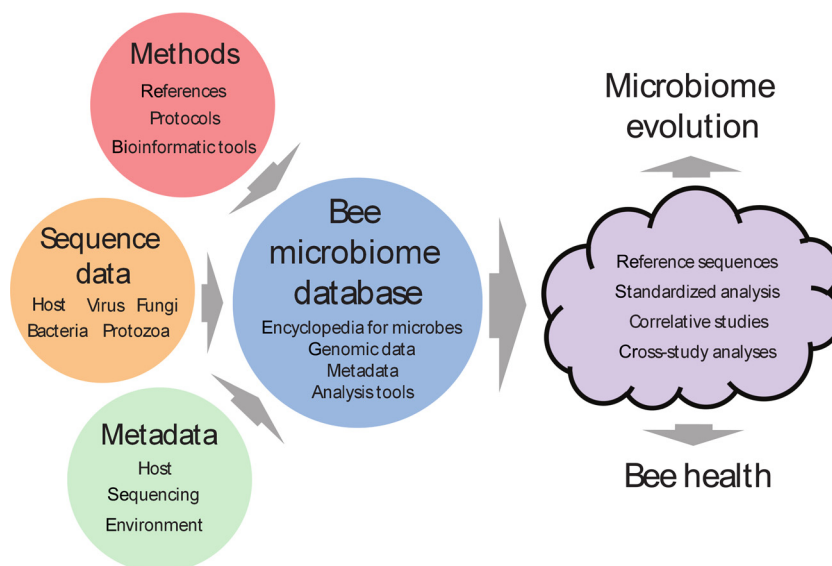 Methods
References
Protocols
Bioinformatic tools
Sequence
data
Host Virus Fungi
Bacteria Protozoa
Metadata
Host
Sequencing
Environment
Bee
microbiome
database
Encyclopedia for microbes
Genomic data
Metadata
Analysis tools
Microbiome
evolution
Reference sequences
Standardized analysis
Correlative studies
Cross-study analyses
Bee health